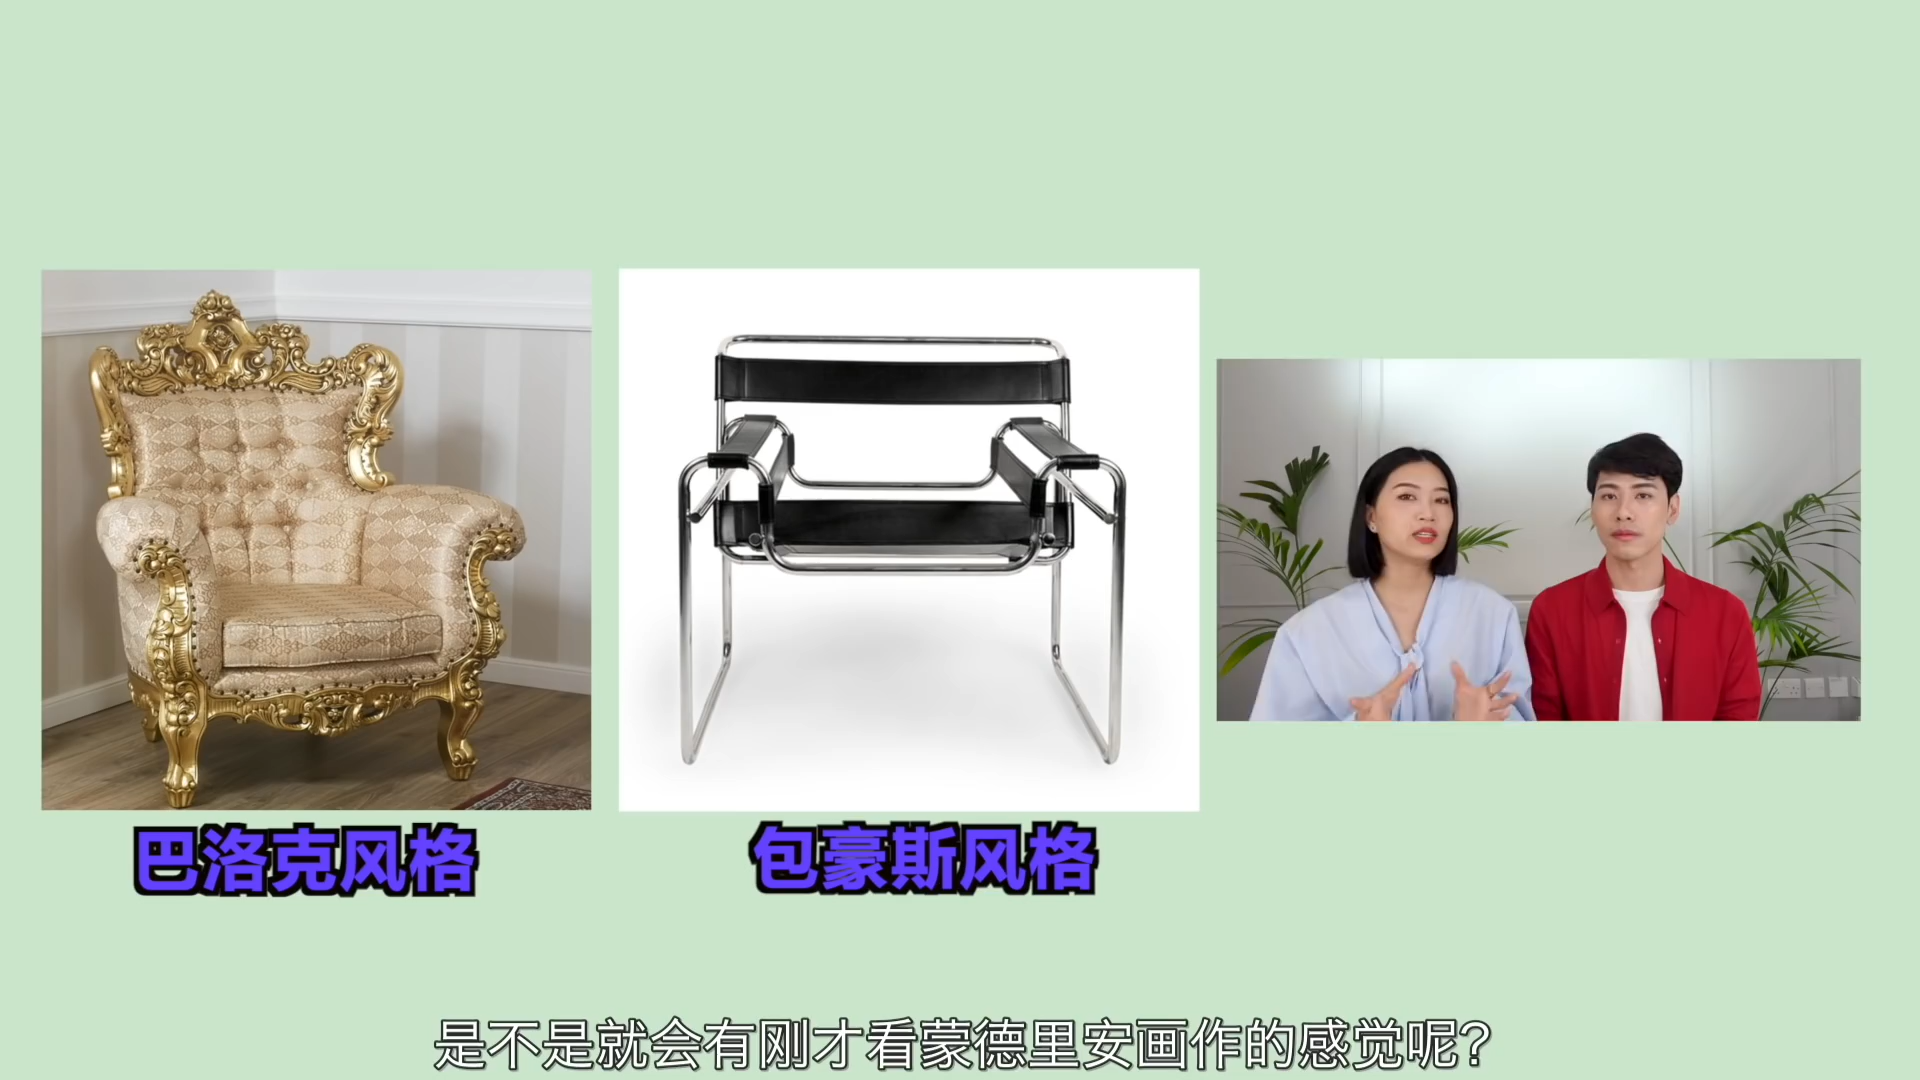 巴洛克风格
包豪斯风格
是不是就会有刚才看蒙德里安画作的感觉呢?